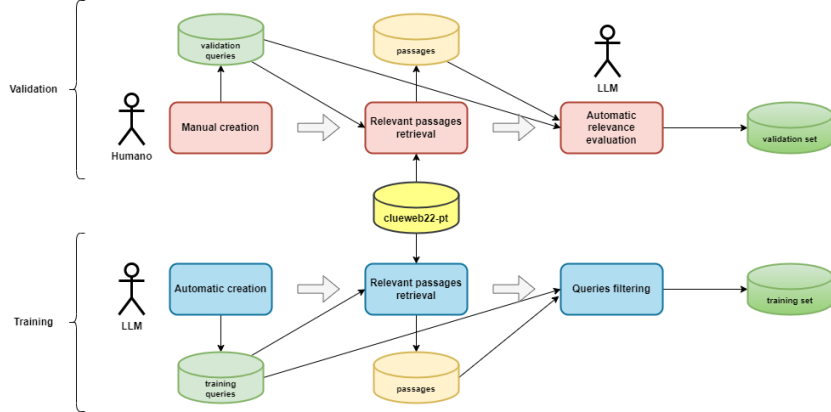 validation
queries
passages
LLM
Validation
Humano
Manual creation
Relevant passages
retrieval
Automatic
relevance
evaluation
validation set
clueweb22-pt
Training
LLM
Automatic creation
Relevant passages
retrieval
Queries filtering
training set
training
queries
passages